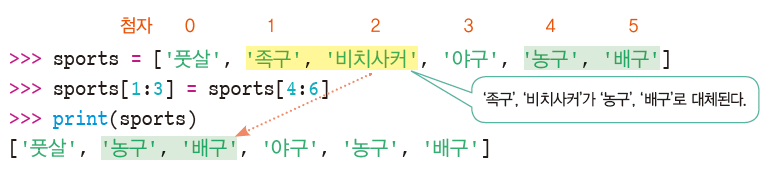 첨자 0 1 2 3 4 5
>>> sports = ['풋살', '족구', '비치사커', '야구', '농구', '배구']
>>> sports[1:3] = sports[4:6]
'족구', '비치사커'가 '농구', '배구'로 대체된다.
>>> print(sports)
['풋살', '농구', '배구', '야구', '농구', '배구']